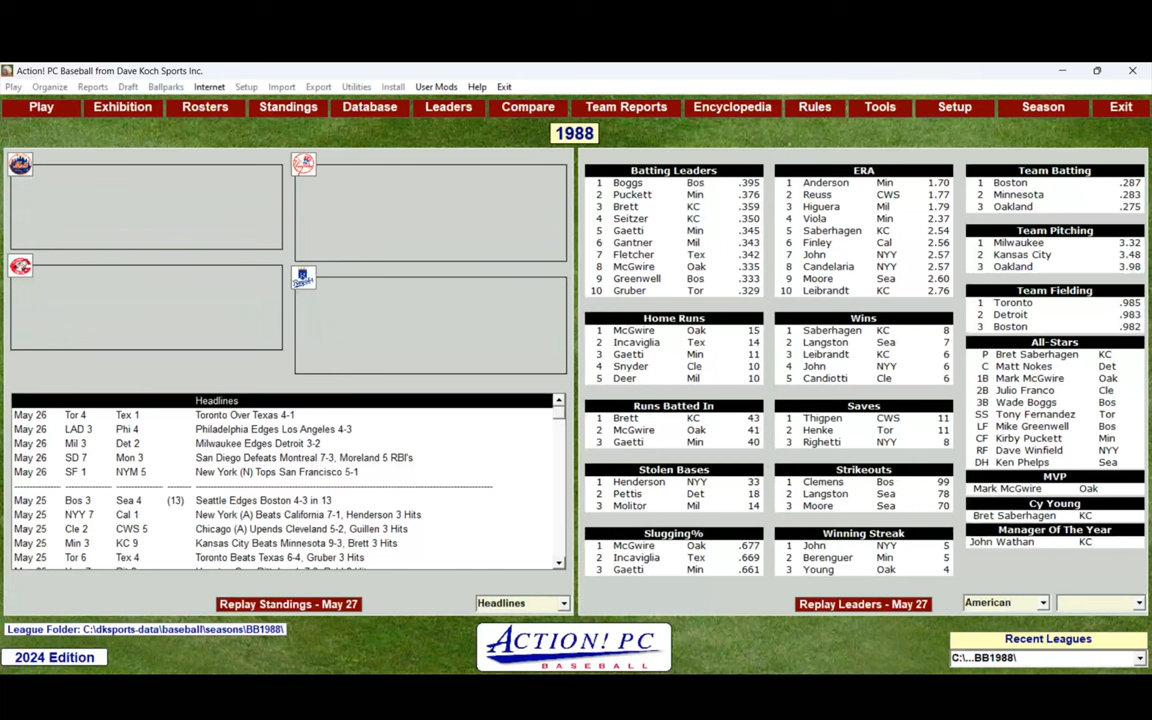 Action! PC Baseball from Dave Koch Sports Inc.
Play Organize Reports Draft Ballparks Internet Setup Import Export Utilities Install User Mods Help Exit
Play Exhibition Rosters Standings Database Leaders Compare Team Reports Encyclopedia Rules Tools Setup Season Exit
1988
Mets
Royals
Headlines
May 26 Tor 4 Tex 1 Toronto Over Texas 4-1
May 26 LAD 3 Phi 4 Philadelphia Edges Los Angeles 4-3
May 26 Mil 3 Det 2 Milwaukee Edges Detroit 3-2
May 26 SD 7 Mon 3 San Diego Defeats Montreal 7-3, Moreland 5 RBI's
May 26 SF 1 NYM 5 New York (N) Tops San Francisco 5-1
May 25 Bos 3 Sea 4 (13) Seattle Edges Boston 4-3 in 13
May 25 NYY 7 Cal 1 New York (A) Beats California 7-1, Henderson 3 Hits
May 25 Cle 2 CWS 5 Chicago (A) Upends Cleveland 5-2, Guillen 3 Hits
May 25 Min 3 KC 9 Kansas City Beats Minnesota 9-3, Brett 3 Hits
May 25 Tor 6 Tex 4 Toronto Beats Texas 6-4, Gruber 3 Hits
Replay Standings - May 27
Headlines
Batting Leaders
1 Boggs Bos .395
2 Puckett Min .376
3 Brett KC .359
4 Seitzer KC .350
5 Gaetti Min .345
6 Gantner Mil .343
7 Fletcher Tex .342
8 McGwire Oak .335
9 Greenwell Bos .333
10 Gruber Tor .329
Home Runs
1 McGwire Oak 15
2 Incaviglia Tex 14
3 Gaetti Min 11
4 Snyder Cle 10
5 Deer Mil 10
Runs Batted In
1 Brett KC 43
2 McGwire Oak 41
3 Gaetti Min 40
Stolen Bases
1 Henderson NYY 33
2 Pettis Det 18
3 Molitor Mil 14
Slugging%
1 McGwire Oak .677
2 Incaviglia Tex .669
3 Gaetti Min .661
ERA
1 Anderson Min 1.70
2 Reuss CWS 1.77
3 Higuera Mil 1.79
4 Viola Min 2.37
5 Saberhagen KC 2.54
6 Finley Cal 2.56
7 John NYY 2.57
8 Candelaria NYY 2.57
9 Moore Sea 2.60
10 Leibrandt KC 2.76
Wins
1 Saberhagen KC 8
2 Langston Sea 7
3 Leibrandt KC 6
4 John NYY 6
5 Candiotti Cle 6
Saves
1 Thigpen CWS 11
2 Henke Tor 11
3 Righetti NYY 8
Strikeouts
1 Clemens Bos 99
2 Langston Sea 78
3 Moore Sea 70
Winning Streak
1 John NYY 5
2 Berenguer Min 5
3 Young Oak 4
Team Batting
1 Boston .287
2 Minnesota .283
3 Oakland .275
Team Pitching
1 Milwaukee 3.32
2 Kansas City 3.48
3 Oakland 3.98
Team Fielding
1 Toronto .985
2 Detroit .983
3 Boston .982
All-Stars
P Bret Saberhagen KC
C Matt Nokes Det
1B Mark McGwire Oak
2B Julio Franco Cle
3B Wade Boggs Bos
SS Tony Fernandez Tor
LF Mike Greenwell Bos
CF Kirby Puckett Min
RF Dave Winfield NYY
DH Ken Phelps Sea
MVP
Mark McGwire Oak
Cy Young
Bret Saberhagen KC
Manager Of The Year
John Wathan KC
Replay Leaders - May 27
American
League Folder: C:\dksports-data\baseball\seasons\BB1988\
2024 Edition
ACTION! PC
BASEBALL
Recent Leagues
C:\...BB1988\